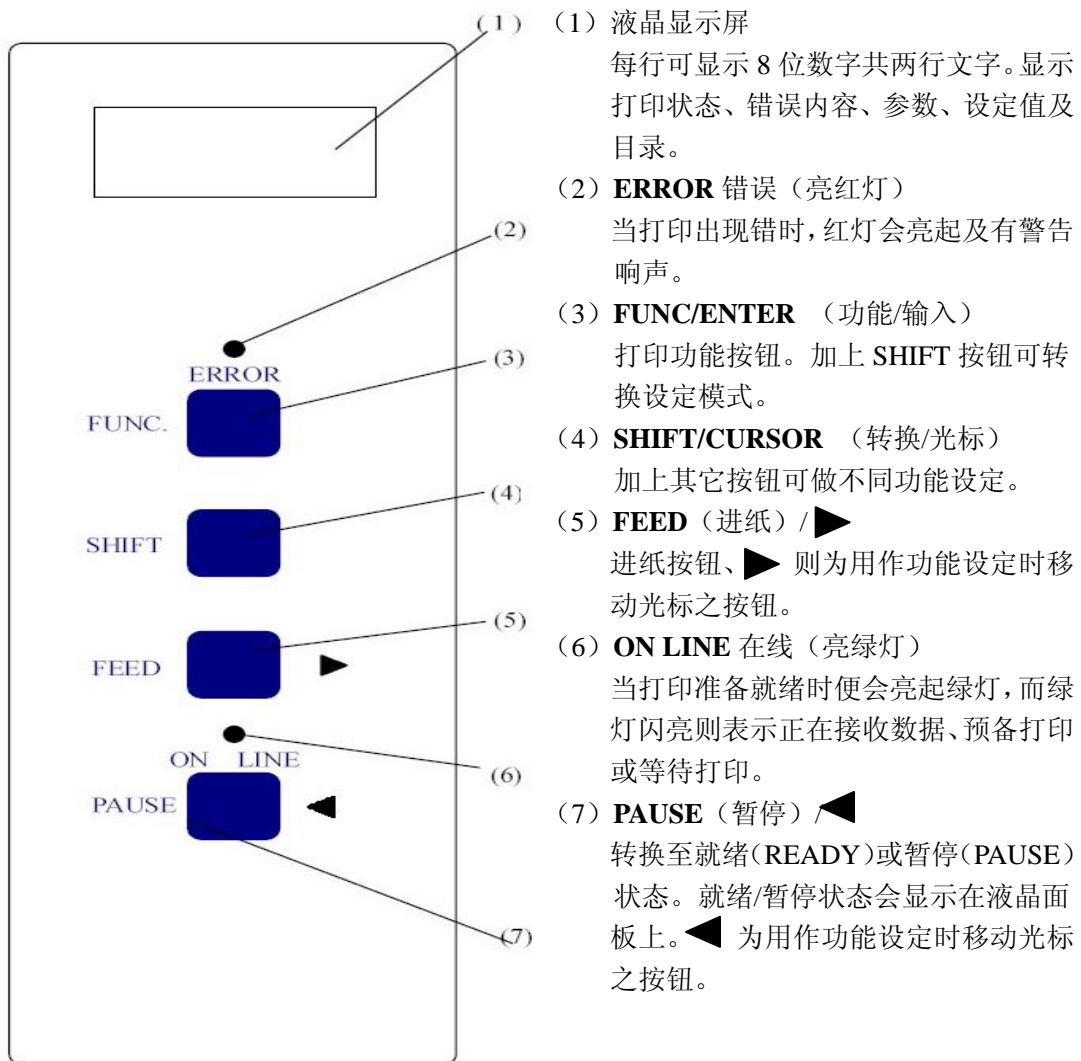 (1)
ERROR
(2)
FUNC.
(3)
SHIFT
(4)
FEED
(5)
ON LINE
(6)
PAUSE
(7)
（1）液晶显示屏
每行可显示 8 位数字共两行文字。显示
打印状态、错误内容、参数、设定值及
目录。
（2）ERROR 错误（亮红灯）
当打印出现错时，红灯会亮起及有警告
响声。
（3）FUNC/ENTER （功能/输入）
打印功能按钮。加上 SHIFT 按钮可转
换设定模式。
（4）SHIFT/CURSOR （转换/光标）
加上其它按钮可做不同功能设定。
（5）FEED（进纸）/▶
进纸按钮、▶ 则为用作功能设定时移
动光标之按钮。
（6）ON LINE 在线（亮绿灯）
当打印准备就绪时便会亮起绿灯，而绿
灯闪亮则表示正在接收数据、预备打印
或等待打印。
（7）PAUSE（暂停）/◀
转换至就绪（READY）或暂停（PAUSE）
状态。就绪/暂停状态会显示在液晶面
板上。◀ 为用作功能设定时移动光标
之按钮。